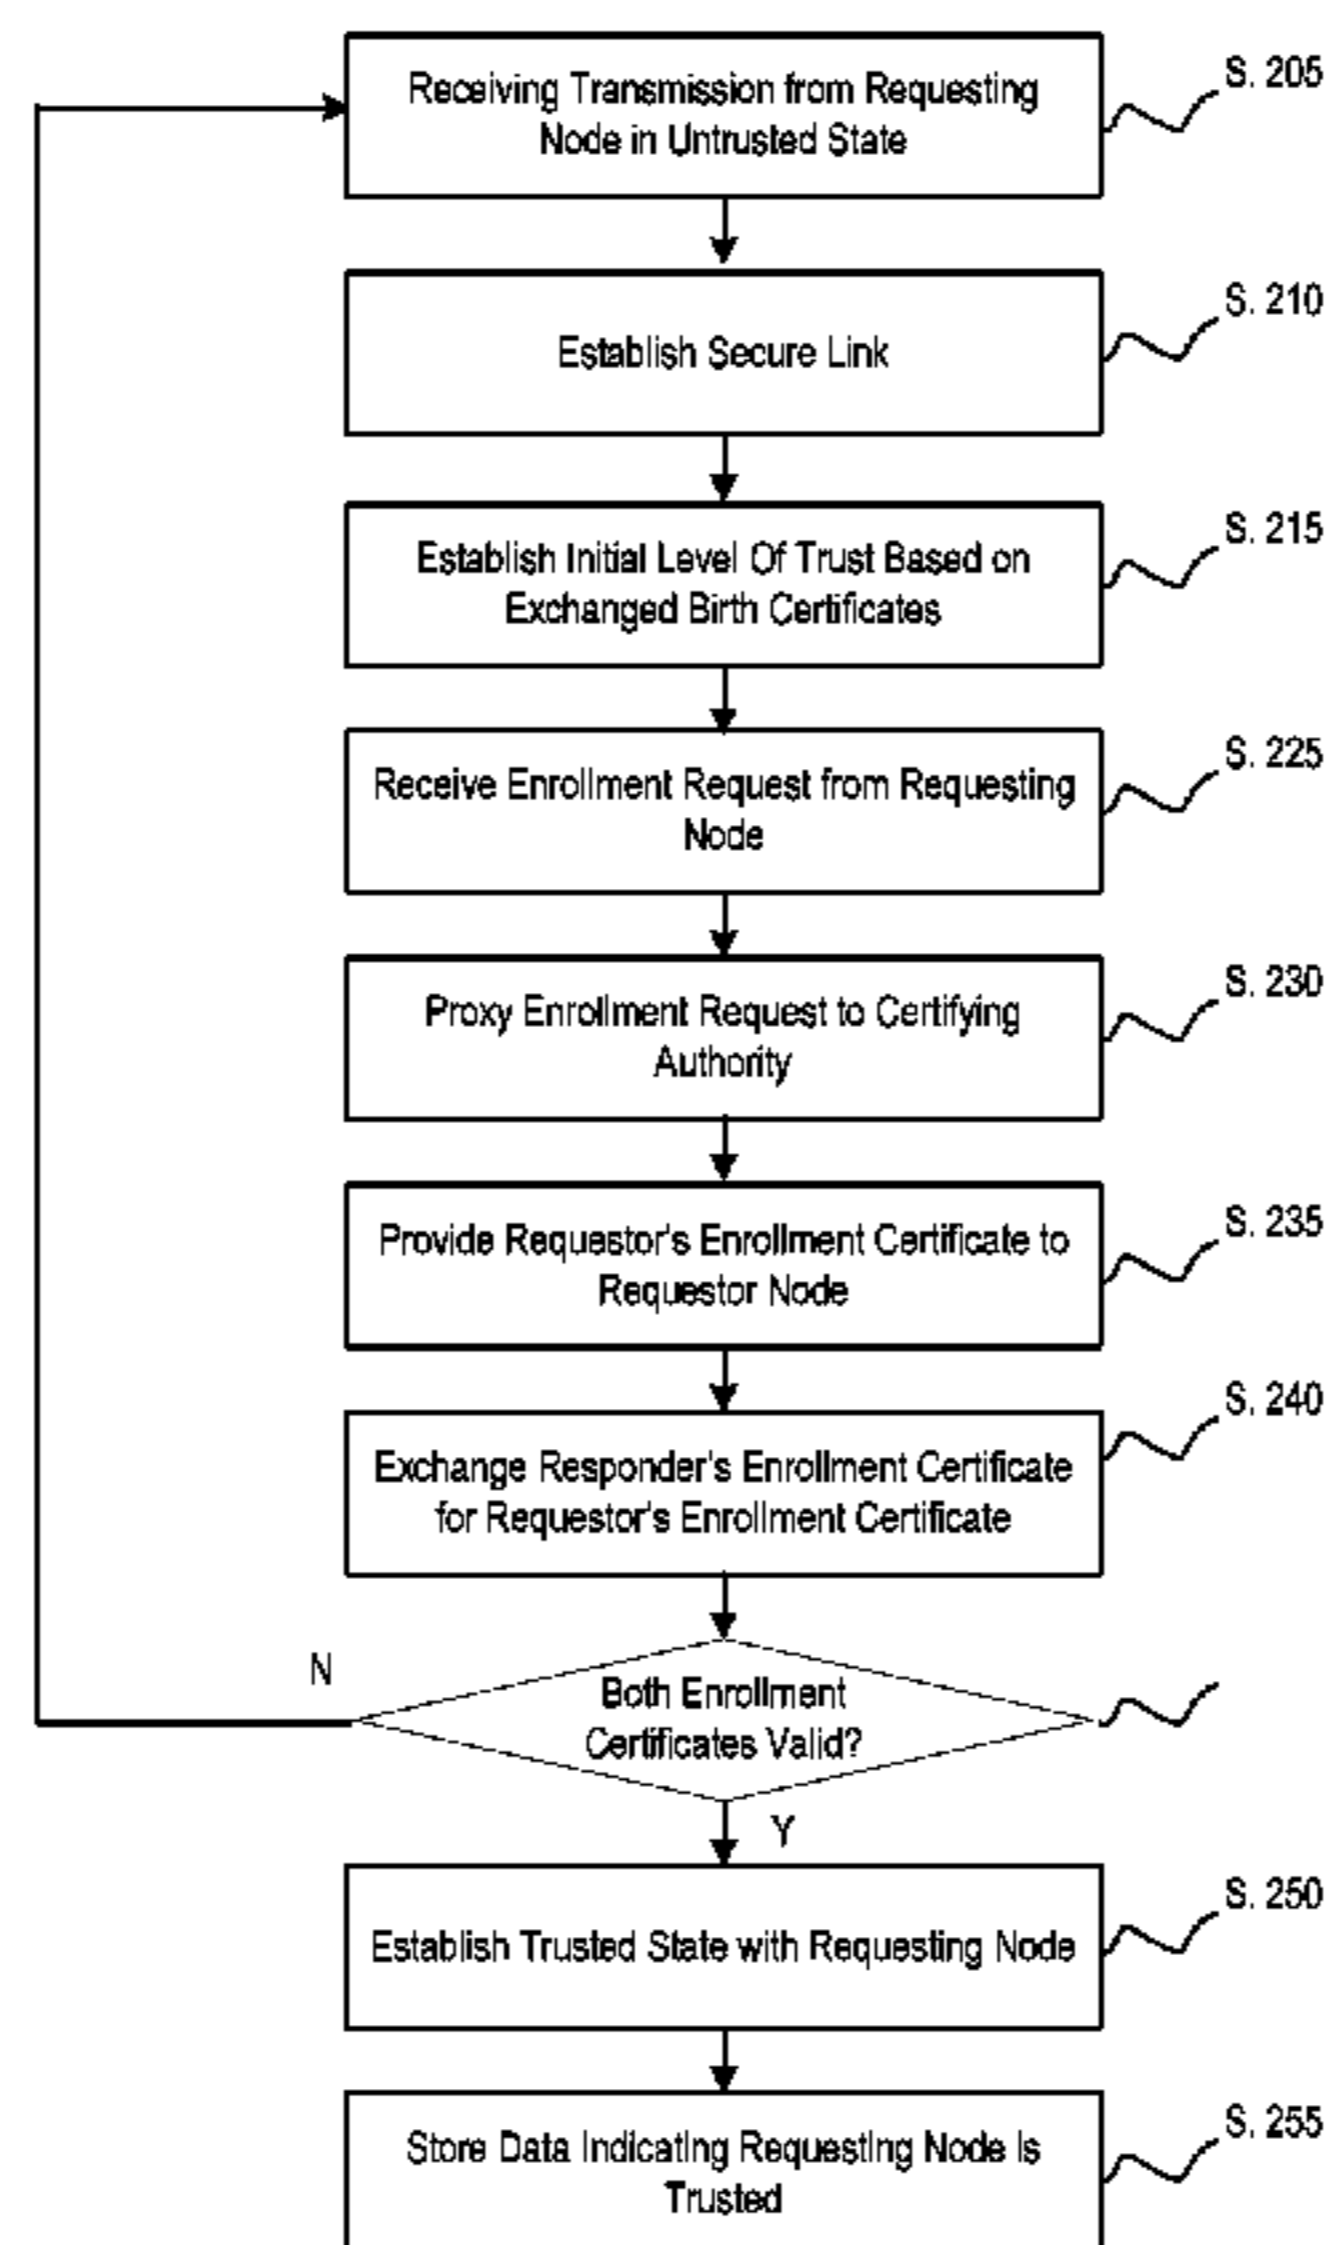 Receiving Transmission from Requesting
Node in Untrusted State
S. 205
Establish Secure Link
S. 210
Establish Initial Level Of Trust Based on
Exchanged Birth Certificates
S. 215
Receive Enrollment Request from Requesting
Node
S. 225
Proxy Enrollment Request to Certifying
Authority
S. 230
Provide Requestor's Enrollment Certificate to
Requestor Node
S. 235
Exchange Responder's Enrollment Certificate
for Requestor's Enrollment Certificate
S. 240
N
Both Enrollment
Certificates Valid?
Y
Establish Trusted State with Requesting Node
S. 250
Store Data Indicating Requesting Node is
Trusted
S. 255